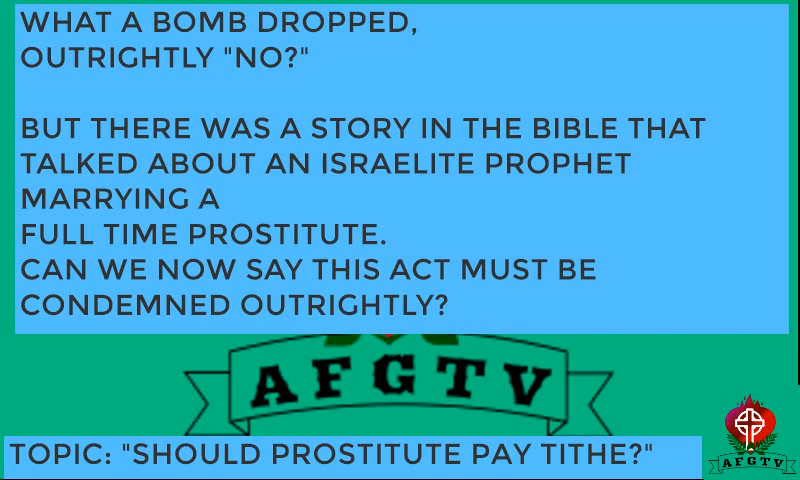 WHAT A BOMB DROPPED,
OUTRIGHTLY "NO?"
BUT THERE WAS A STORY IN THE BIBLE THAT
TALKED ABOUT AN ISRAELITE PROPHET
MARRYING A
FULL TIME PROSTITUTE.
CAN WE NOW SAY THIS ACT MUST BE
CONDEMNED OUTRIGHTLY?
AFGTV
TOPIC: "SHOULD PROSTITUTE PAY TITHE?"
AFGTV